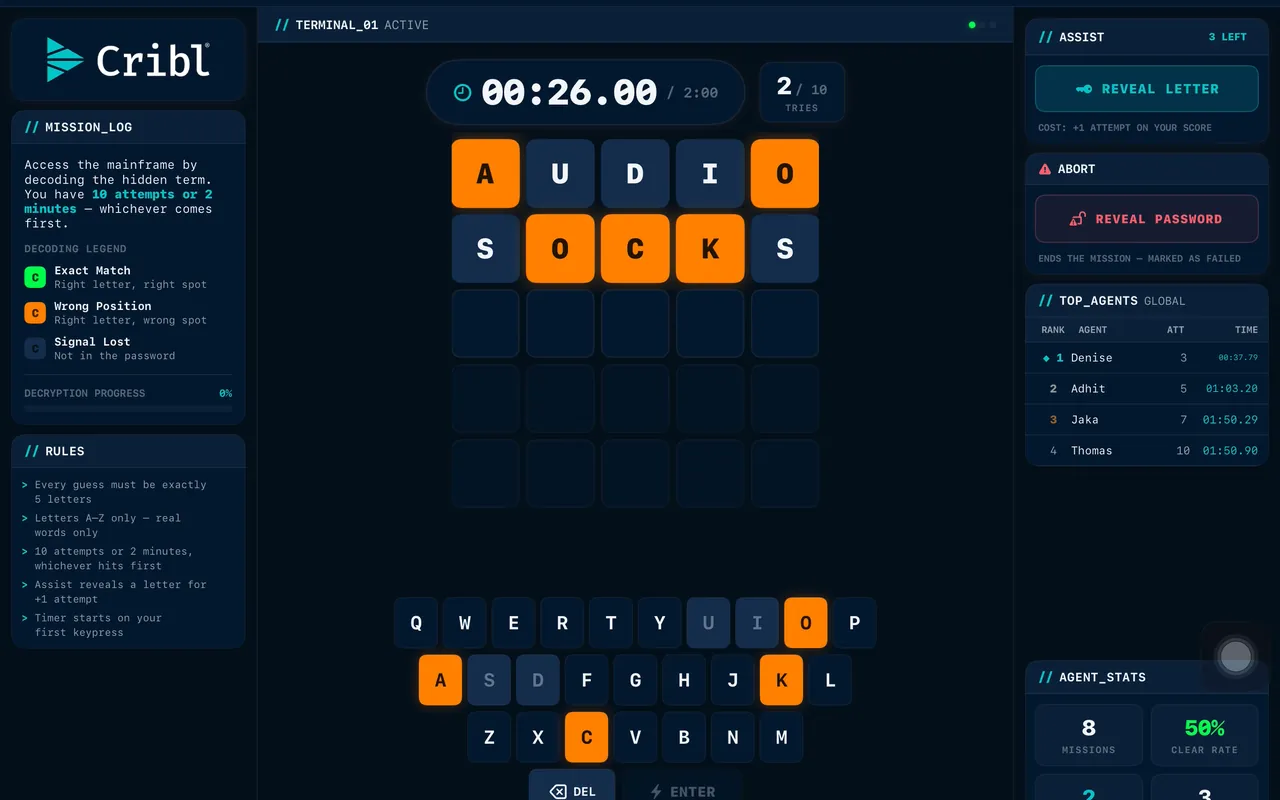 Cribl
// MISSION_LOG
Access the mainframe by
decoding the hidden term.
You have 10 attempts or 2
minutes — whichever comes
first.
DECODING LEGEND
C
Exact Match
Right letter, right spot
C
Wrong Position
Right letter, wrong spot
C
Signal Lost
Not in the password
DECRYPTION PROGRESS 0%
// RULES
> Every guess must be exactly
5 letters
> Letters A—Z only — real
words only
> 10 attempts or 2 minutes,
whichever hits first
> Assist reveals a letter for
+1 attempt
> Timer starts on your
first keypress
// TERMINAL_01 ACTIVE
00:26.00 / 2:00
2 / 10
TRIES
A U D I O
S O C K S
Q W E R T Y U I O P
A S D F G H J K L
Z X C V B N M
DEL ENTER
// ASSIST 3 LEFT
REVEAL LETTER
COST: +1 ATTEMPT ON YOUR SCORE
ABORT
REVEAL PASSWORD
ENDS THE MISSION — MARKED AS FAILED
// TOP_AGENTS GLOBAL
RANK AGENT ATT TIME
◆ 1 Denise 3 00:37.79
2 Adhit 5 01:03.20
3 Jaka 7 01:50.29
4 Thomas 10 01:50.90
// AGENT_STATS
8
MISSIONS
50%
CLEAR RATE
2
3